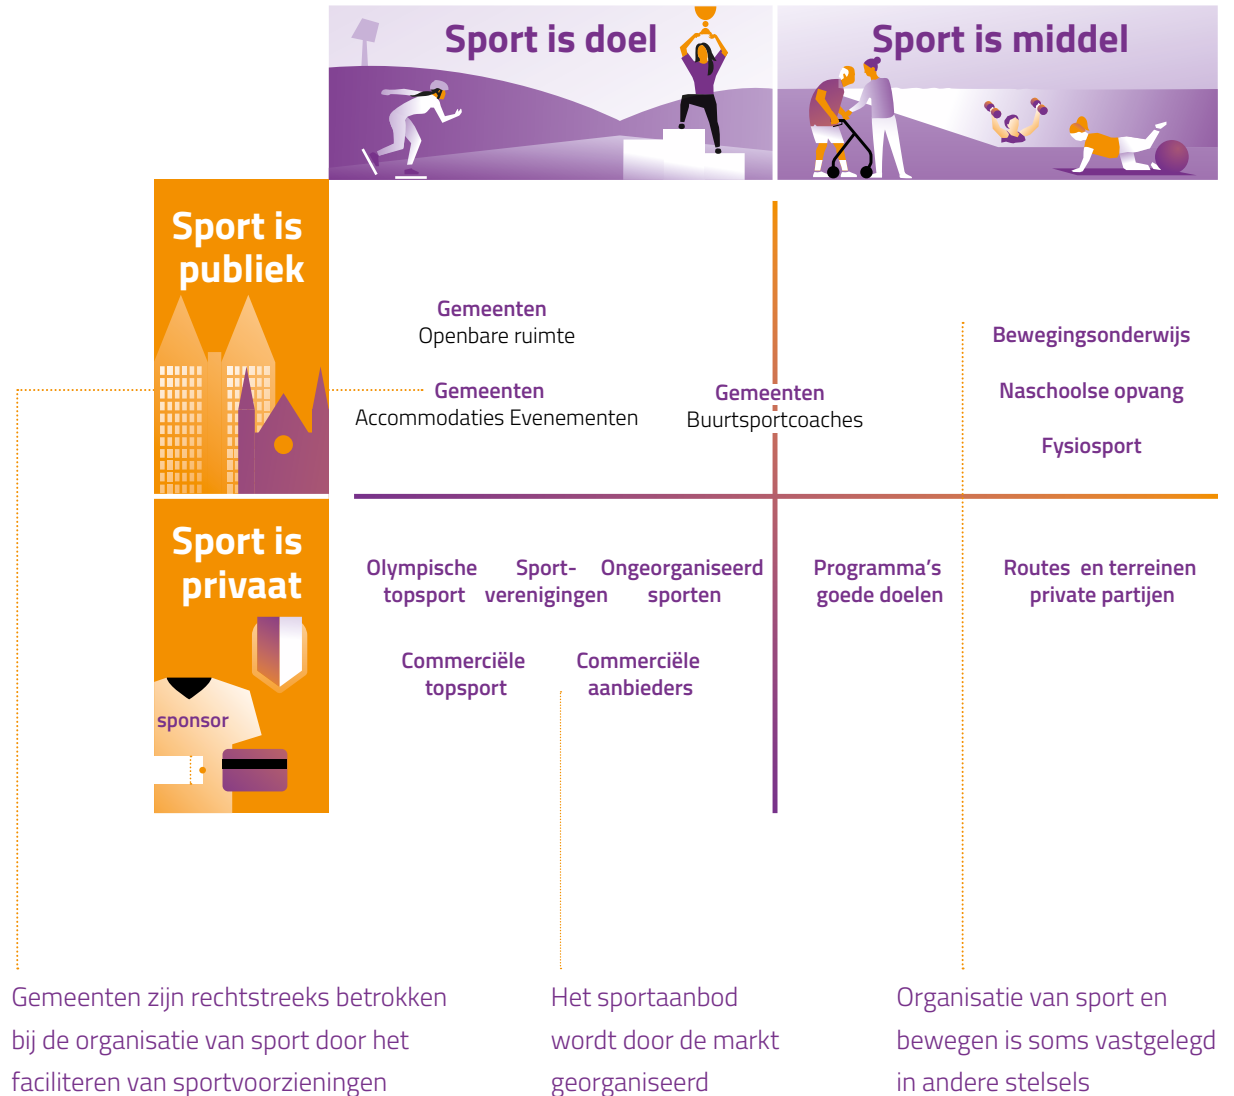 Sport is doel
Sport is middel
Sport is
publiek
Gemeenten
Openbare ruimte
Gemeenten
Accommodaties Evenementen
Gemeenten
Buurtsportcoaches
Bewegingsonderwijs
Naschoolse opvang
Fysiosport
Sport is
privaat
sponsor
Olympische
topsport
Sport-
verenigingen
Ongeorganiseerd
sporten
Commerciële
topsport
Commerciële
aanbieders
Programma’s
goede doelen
Routes en terreinen
private partijen
Gemeenten zijn rechtstreeks betrokken
bij de organisatie van sport door het
faciliteren van sportvoorzieningen
Het sportaanbod
wordt door de markt
georganiseerd
Organisatie van sport en
bewegen is soms vastgelegd
in andere stelsels